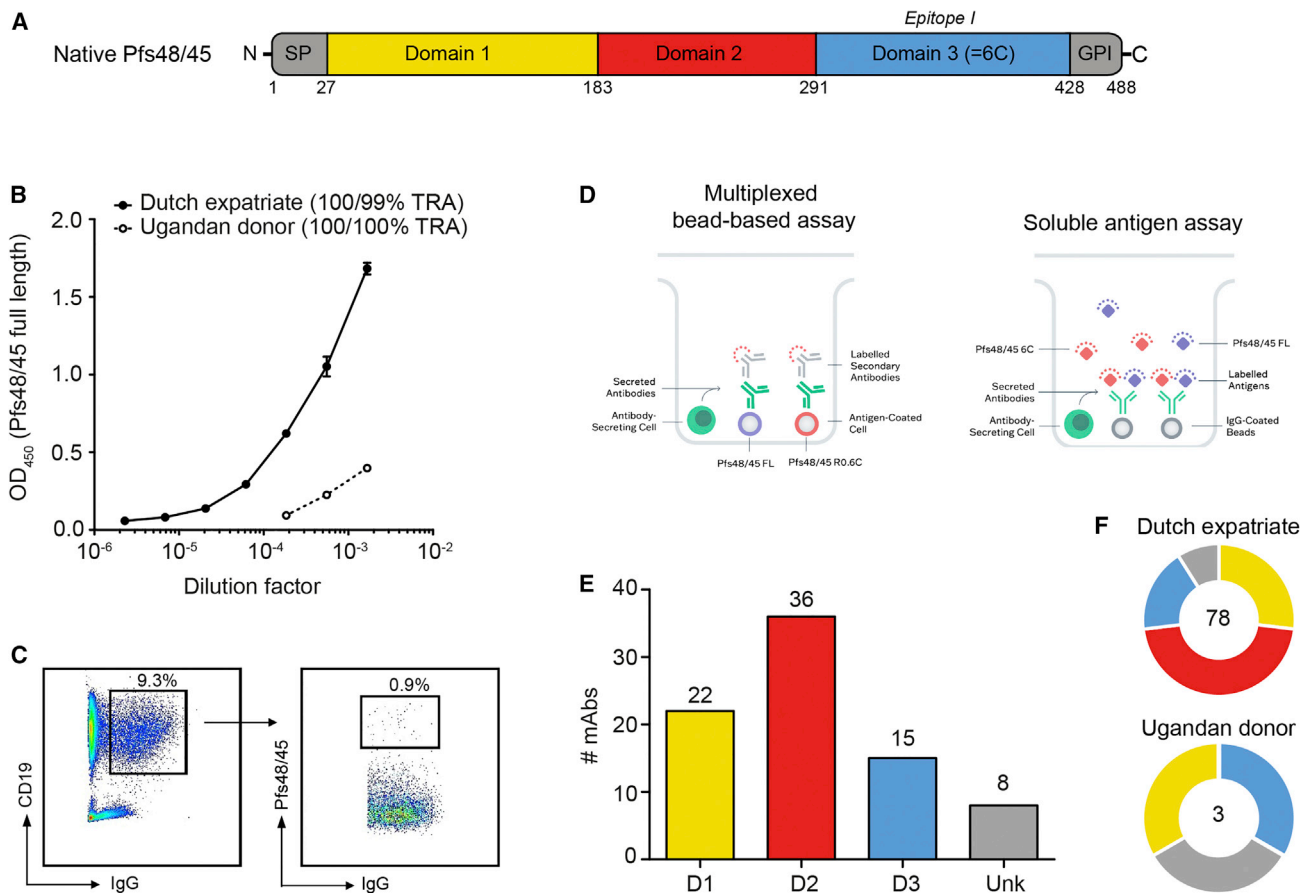 A
Epitope I
Native Pfs48/45
N
SP
Domain 1
Domain 2
Domain 3 (=6C)
GPI
C
1
27
183
291
428
488
B
Dutch expatriate (100/99% TRA)
Ugandan donor (100/100% TRA)
OD450 (Pfs48/45 full length)
2.0
1.5
1.0
0.5
0.0
10-6
10-5
10-4
10-3
10-2
Dilution factor
C
9.3%
CD19
IgG
0.9%
Pfs48/45
IgG
D
Multiplexed
bead-based assay
Secreted
Antibodies
Antibody-
Secreting Cell
Labelled
Secondary
Antibodies
Antigen-Coated
Cell
Pfs48/45 FL
Pfs48/45 R0.6C
Soluble antigen assay
Pfs48/45 6C
Pfs48/45 FL
Secreted
Antibodies
Labelled
Antigens
Antibody-
Secreting Cell
IgG-Coated
Beads
E
# mAbs
40
30
20
10
0
22
36
15
8
D1
D2
D3
Unk
F
Dutch expatriate
78
Ugandan donor
3